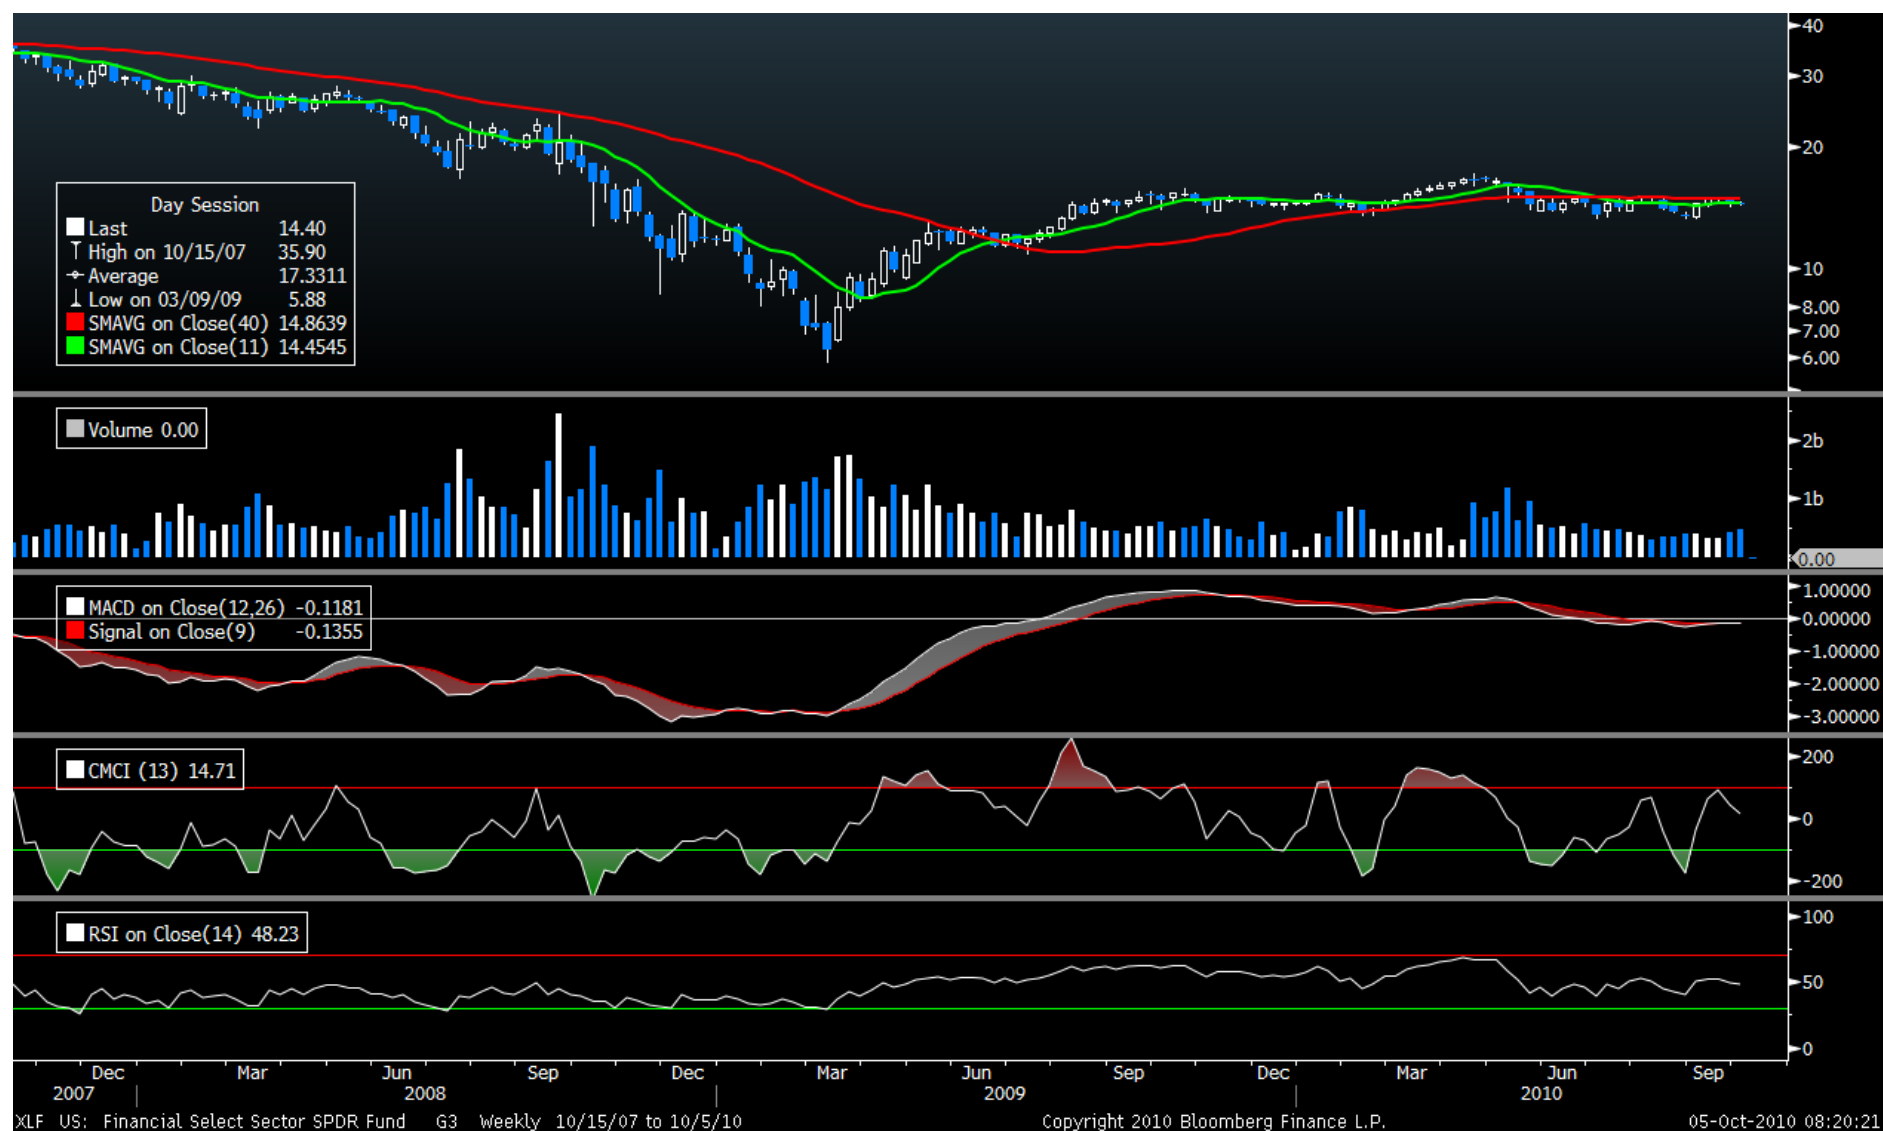 40
30
20
10
8.00
7.00
6.00
Day Session
Last 14.40
High on 10/15/07 35.90
Average 17.3311
Low on 03/09/09 5.88
SMAVG on Close(40) 14.8639
SMAVG on Close(11) 14.4545
Volume 0.00
2b
1b
0.00
MACD on Close(12,26) -0.1181
Signal on Close(9) -0.1355
1.00000
0.00000
-1.00000
-2.00000
-3.00000
CMCI (13) 14.71
200
0
-200
RSI on Close(14) 48.23
100
50
0
Dec Mar Jun Sep Dec Mar Jun Sep Dec Mar Jun Sep
2007 2008 2009 2010
XLF US: Financial Select Sector SPDR Fund G3 Weekly 10/15/07 to 10/5/10 Copyright 2010 Bloomberg Finance L.P. 05-Oct-2010 08:20:21